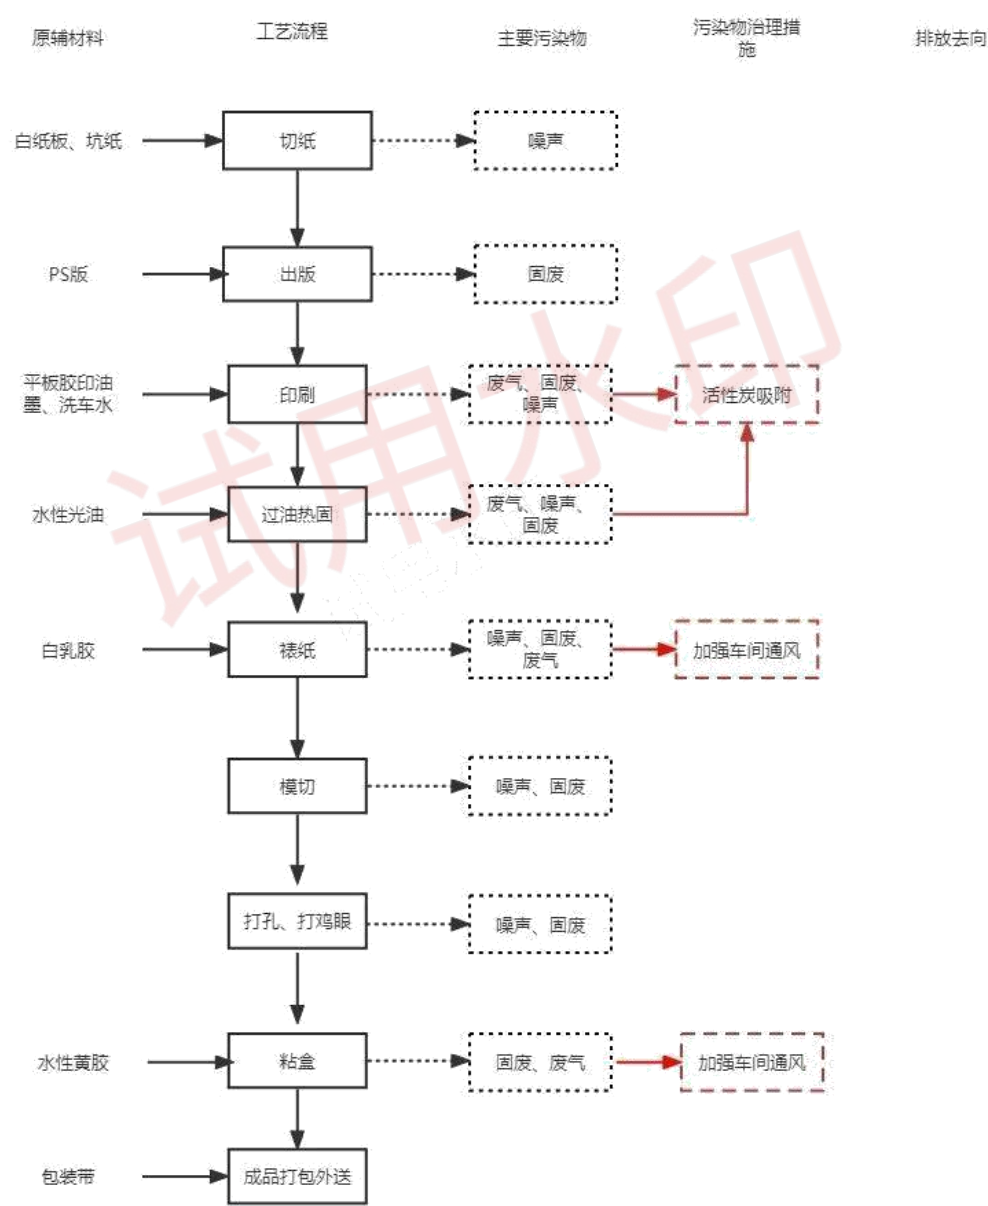 原辅材料
工艺流程
主要污染物
污染物治理措
施
排放去向
白纸板、坑纸
切纸
噪声
PS版
出版
固废
平板胶印油
墨、洗车水
印刷
废气、固废、
噪声
活性炭吸附
水性光油
过油热固
废气、噪声、
固废
白乳胶
裱纸
噪声、固废、
废气
加强车间通风
模切
噪声、固废
打孔、打鸡眼
噪声、固废
水性黄胶
粘盒
固废、废气
加强车间通风
包装带
成品打包外送
试用水印